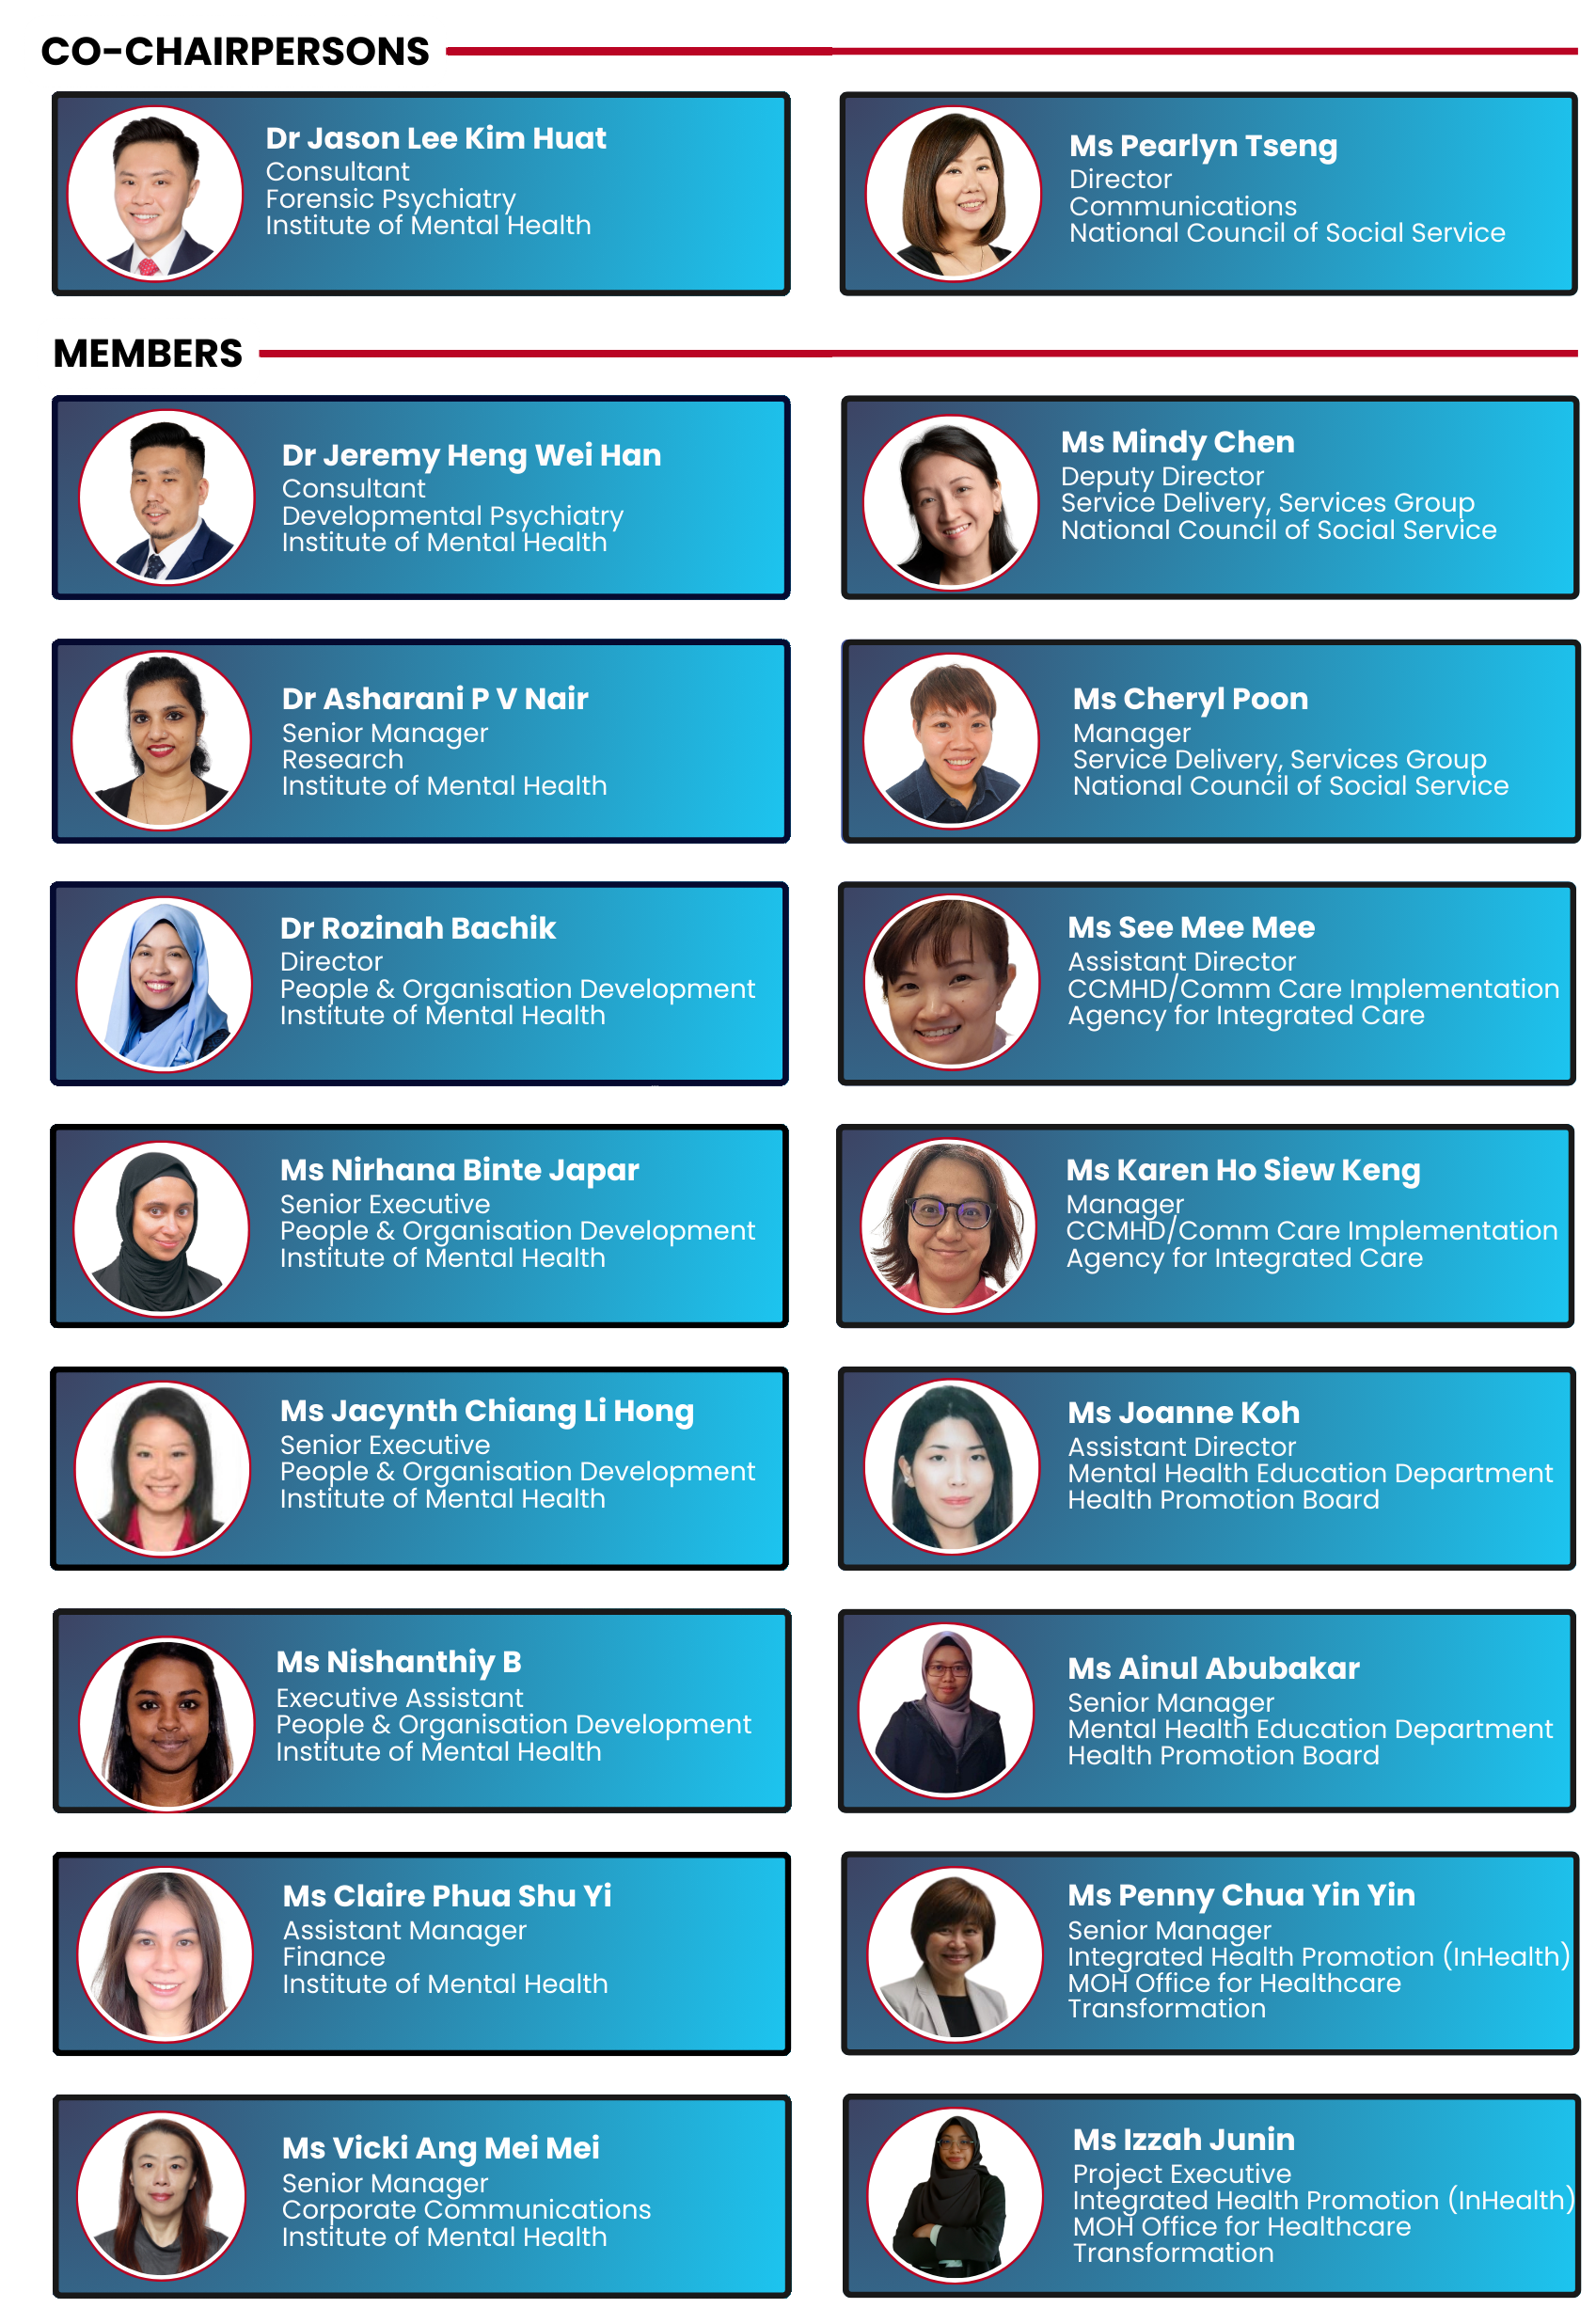 CO-CHAIRPERSONS
Dr Jason Lee Kim Huat
Consultant
Forensic Psychiatry
Institute of Mental Health
Ms Pearlyn Tseng
Director
Communications
National Council of Social Service
MEMBERS
Dr Jeremy Heng Wei Han
Consultant
Developmental Psychiatry
Institute of Mental Health
Ms Mindy Chen
Deputy Director
Service Delivery, Services Group
National Council of Social Service
Dr Asharani P V Nair
Senior Manager
Research
Institute of Mental Health
Ms Cheryl Poon
Manager
Service Delivery, Services Group
National Council of Social Service
Dr Rozinah Bachik
Director
People & Organisation Development
Institute of Mental Health
Ms See Mee Mee
Assistant Director
CCMHD/Comm Care Implementation
Agency for Integrated Care
Ms Nirhana Binte Japar
Senior Executive
People & Organisation Development
Institute of Mental Health
Ms Karen Ho Siew Keng
Manager
CCMHD/Comm Care Implementation
Agency for Integrated Care
Ms Jacynth Chiang Li Hong
Senior Executive
People & Organisation Development
Institute of Mental Health
Ms Joanne Koh
Assistant Director
Mental Health Education Department
Health Promotion Board
Ms Nishanthiy B
Executive Assistant
People & Organisation Development
Institute of Mental Health
Ms Ainul Abubakar
Senior Manager
Mental Health Education Department
Health Promotion Board
Ms Claire Phua Shu Yi
Assistant Manager
Finance
Institute of Mental Health
Ms Penny Chua Yin Yin
Senior Manager
Integrated Health Promotion (InHealth)
MOH Office for Healthcare
Transformation
Ms Vicki Ang Mei Mei
Senior Manager
Corporate Communications
Institute of Mental Health
Ms Izzah Junin
Project Executive
Integrated Health Promotion (InHealth)
MOH Office for Healthcare
Transformation